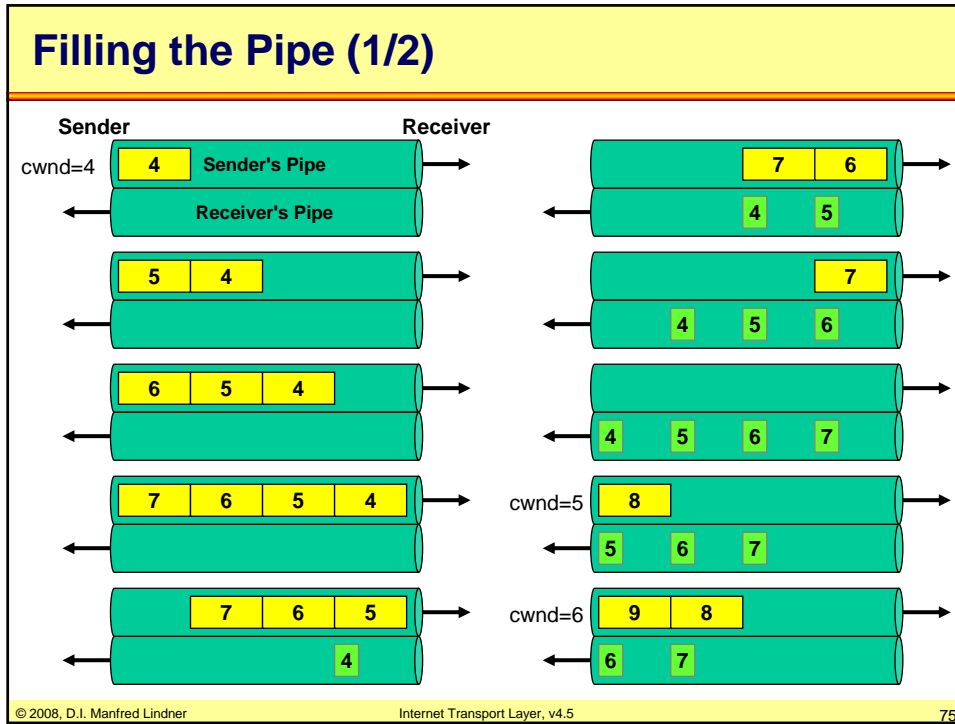 Filling the Pipe (1/2)
Sender Receiver
cwnd=4 4 Sender's Pipe
Receiver's Pipe
5 4
6 5 4
7 6 5 4
7 6 5
4
7 6
4 5
7
4 5 6
4 5 6 7
cwnd=5 8
5 6 7
cwnd=6 9 8
6 7
© 2008, D.I. Manfred Lindner Internet Transport Layer, v4.5 75